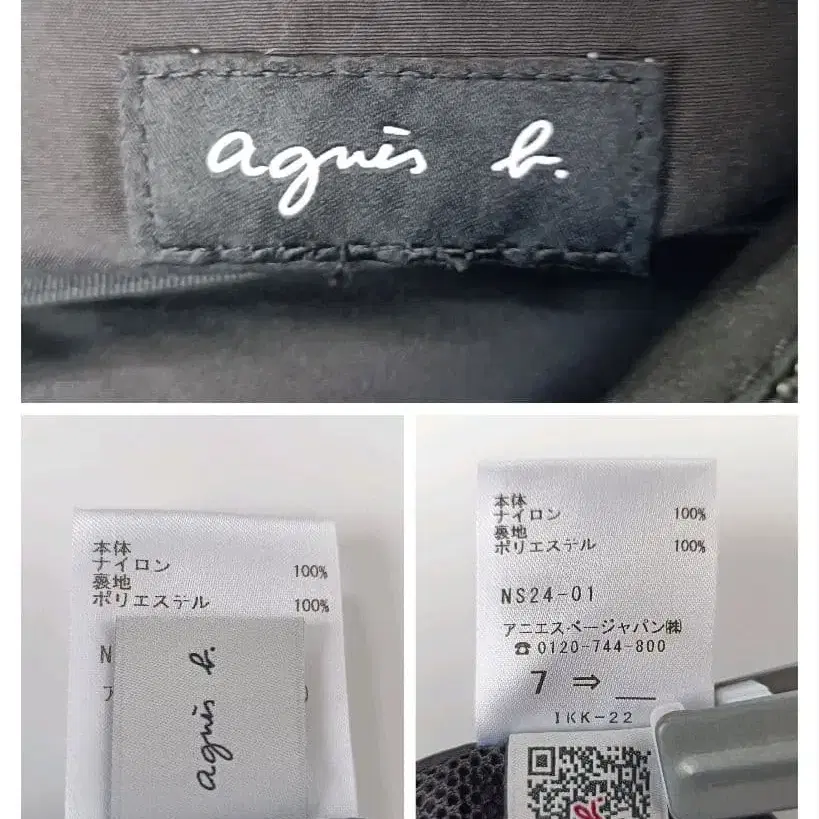 agnès b.
本体
ナイロン 100%
裏地
ポリエステル 100%
N
ア
agnès b.
本体
ナイロン 100%
裏地
ポリエステル 100%
NS24-01
アニエスベージャパン㈱
☎ 0120-744-800
7 ⇒ __
IKK-22
b.